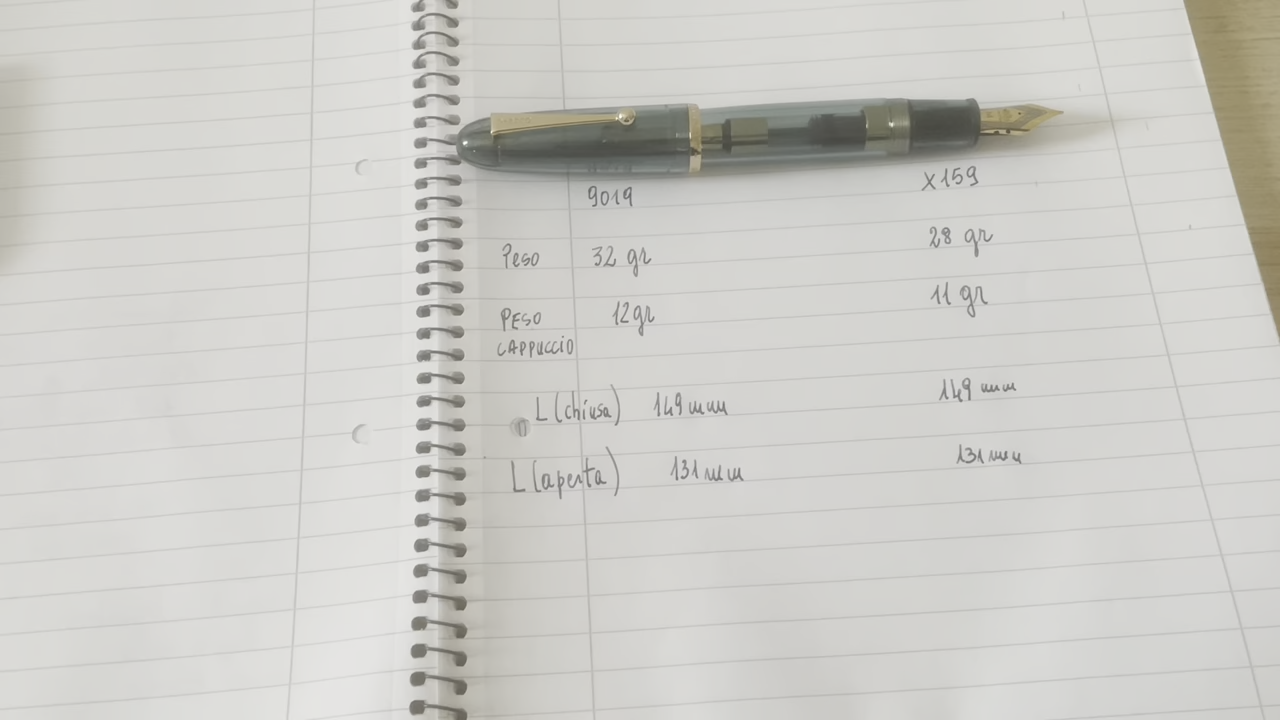 9019 X159
Peso 32 gr 28 gr
PESO 12gr 11 gr
CAPPUCCIO
L (chiusa) 149 mm 149 mm
L (aperta) 131 mm 131 mm